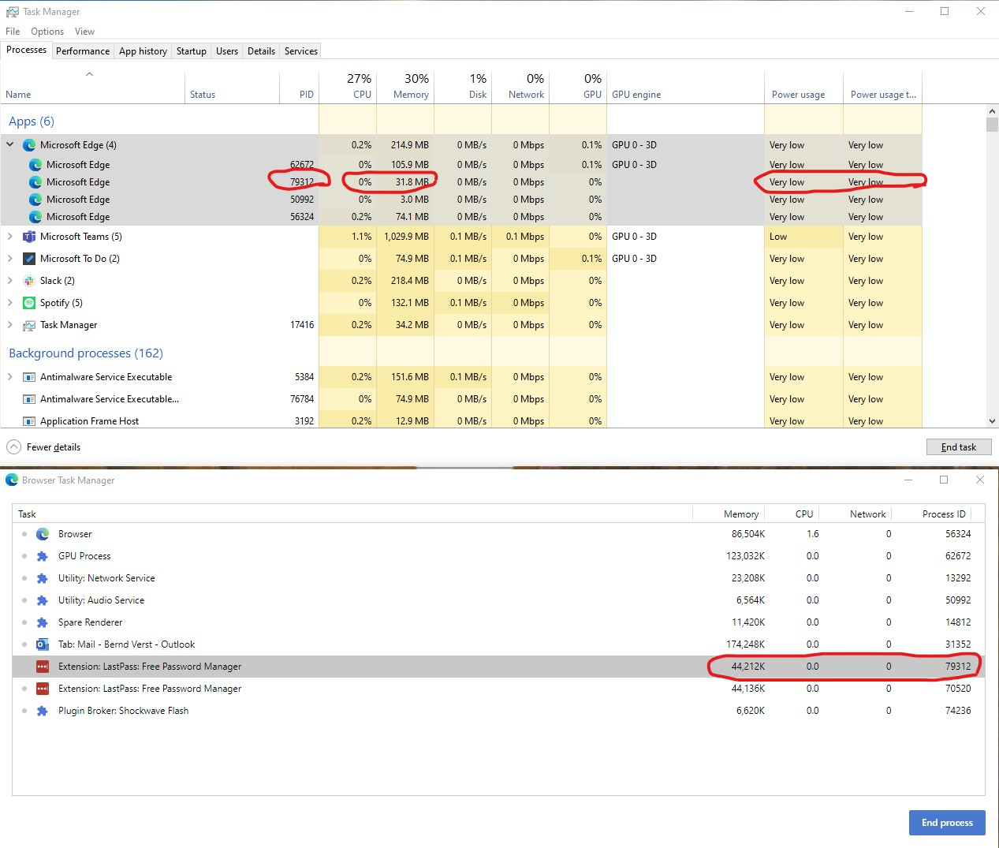 Task Manager
File Options View
Processes Performance App history Startup Users Details Services
27% 30% 1% 0% 0%
Name Status PID CPU Memory Disk Network GPU GPU engine Power usage Power usage t...
Apps (6)
Microsoft Edge (4) 0.2% 214.9 MB 0 MB/s 0 Mbps 0.1% GPU 0 - 3D Very low Very low
Microsoft Edge 62672 0% 105.9 MB 0 MB/s 0 Mbps 0.1% GPU 0 - 3D Very low Very low
Microsoft Edge 79312 0% 31.8 MB 0 MB/s 0 Mbps 0% Very low Very low
Microsoft Edge 50992 0% 3.0 MB 0 MB/s 0 Mbps 0% Very low Very low
Microsoft Edge 56324 0.2% 74.1 MB 0 MB/s 0 Mbps 0% Very low Very low
Microsoft Teams (5) 1.1% 1,029.9 MB 0.1 MB/s 0.1 Mbps 0% GPU 0 - 3D Low Very low
Microsoft To Do (2) 0% 74.9 MB 0.1 MB/s 0 Mbps 0.1% GPU 0 - 3D Very low Very low
Slack (2) 0.2% 218.4 MB 0 MB/s 0 Mbps 0% Very low Very low
Spotify (5) 0% 132.1 MB 0.1 MB/s 0 Mbps 0% Very low Very low
Task Manager 17416 0.2% 34.2 MB 0 MB/s 0 Mbps 0% Very low Very low
Background processes (162)
Antimalware Service Executable 5384 0.2% 151.6 MB 0.1 MB/s 0 Mbps 0% Very low Very low
Antimalware Service Executable... 76784 0% 74.9 MB 0 MB/s 0 Mbps 0% Very low Very low
Application Frame Host 3192 0.2% 12.9 MB 0 MB/s 0 Mbps 0% Very low Very low
Fewer details End task
Browser Task Manager
Task Memory CPU Network Process ID
Browser 86,504K 1.6 0 56324
GPU Process 123,032K 0.0 0 62672
Utility: Network Service 23,208K 0.0 0 13292
Utility: Audio Service 6,564K 0.0 0 50992
Spare Renderer 11,420K 0.0 0 14812
Tab: Mail - Bernd Verst - Outlook 174,248K 0.0 0 31352
Extension: LastPass: Free Password Manager 44,212K 0.0 0 79312
Extension: LastPass: Free Password Manager 44,136K 0.0 0 70520
Plugin Broker: Shockwave Flash 6,620K 0.0 0 74236
End process